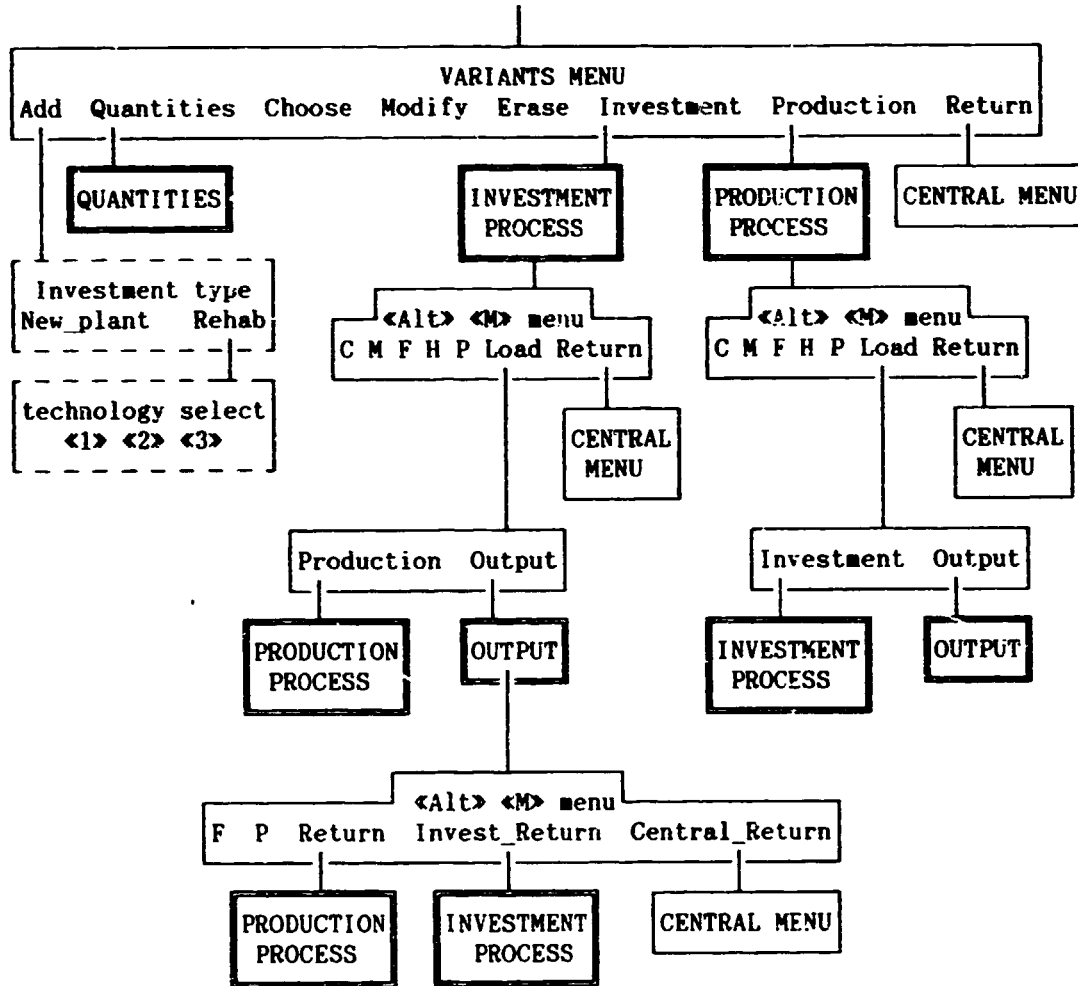 VARIANTS MENU
Add Quantities Choose Modify Erase Investment Production Return
QUANTITIES
INVESTMENT
PROCESS
PRODUCTION
PROCESS
CENTRAL MENU
Investment type
New_plant Rehab
«Alt» «M» menu
C M F H P Load Return
«Alt» «M» menu
C M F H P Load Return
technology select
«1» «2» «3»
CENTRAL
MENU
CENTRAL
MENU
Production Output
Investment Output
PRODUCTION
PROCESS
OUTPUT
INVESTMENT
PROCESS
OUTPUT
«Alt» «M» menu
F P Return Invest_Return Central_Return
PRODUCTION
PROCESS
INVESTMENT
PROCESS
CENTRAL MENU